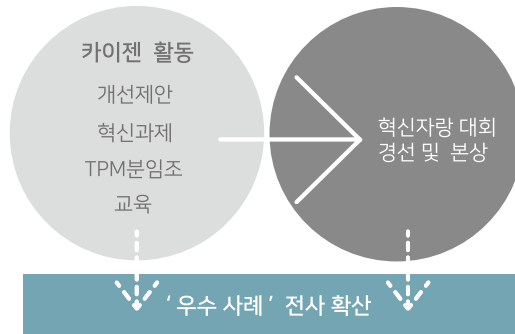 카이젠 활동
개선제안
혁신과제
TPM분임조
교육
혁신자랑 대회
경선 및 본상
‘우수 사례’ 전사 확산